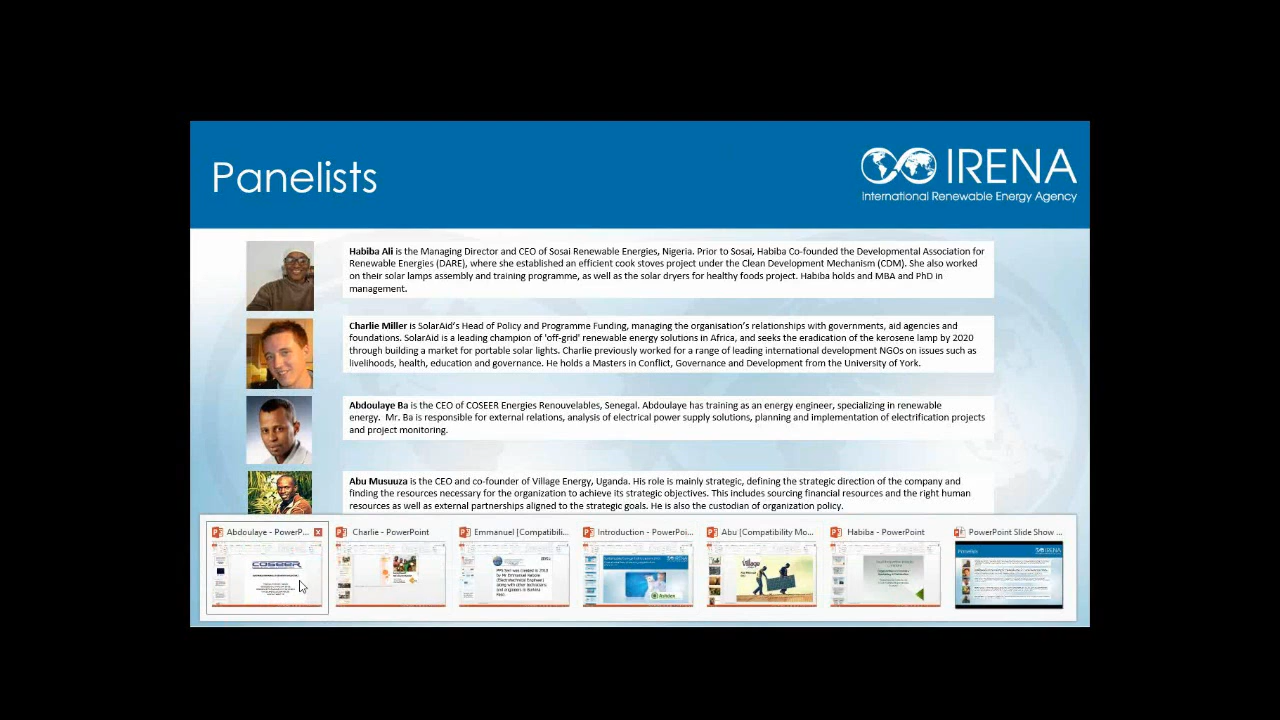 Panelists
IRENA
International Renewable Energy Agency
Habiba Ali is the Managing Director and CEO of Sosai Renewable Energies, Nigeria. Prior to Sosai, Habiba Co-founded the Developmental Association for
Renewable Energies (DARE), where she established an efficient cook stoves project under the Clean Development Mechanism (CDM). She also worked
on their solar lamps assembly and training programme, as well as the solar dryers for healthy foods project. Habiba holds and MBA and PhD in
management.
Charlie Miller is SolarAid's Head of Policy and Programme Funding, managing the organisation's relationships with governments, aid agencies and
foundations. SolarAid is a leading champion of 'off-grid' renewable energy solutions in Africa, and seeks the eradication of the kerosene lamp by 2020
through building a market for portable solar lights. Charlie previously worked for a range of leading international development NGOs on issues such as
livelihoods, health, education and governance. He holds a Masters in Conflict, Governance and Development from the University of York.
Abdoulaye Ba is the CEO of COSEER Energies Renouvelables, Senegal. Abdoulaye has training as an energy engineer, specializing in renewable
energy. Mr. Ba is responsible for external relations, analysis of electrical power supply solutions, planning and implementation of electrification projects
and project monitoring.
Abu Musuuza is the CEO and co-founder of Village Energy, Uganda. His role is mainly strategic, defining the strategic direction of the company and
finding the resources necessary for the organization to achieve its strategic objectives. This includes sourcing financial resources and the right human
resources as well as external partnerships aligned to the strategic goals. He is also the custodian of organization policy.
Abdoulaye - PowerP...
Charlie - PowerPoint
Emmanuel [Compatibili...
Introduction - PowerPoi...
Abu [Compatibility Mo...
Habiba - PowerPoint
PowerPoint Slide Show ...
COSEER
Village
Ashden
Panelists